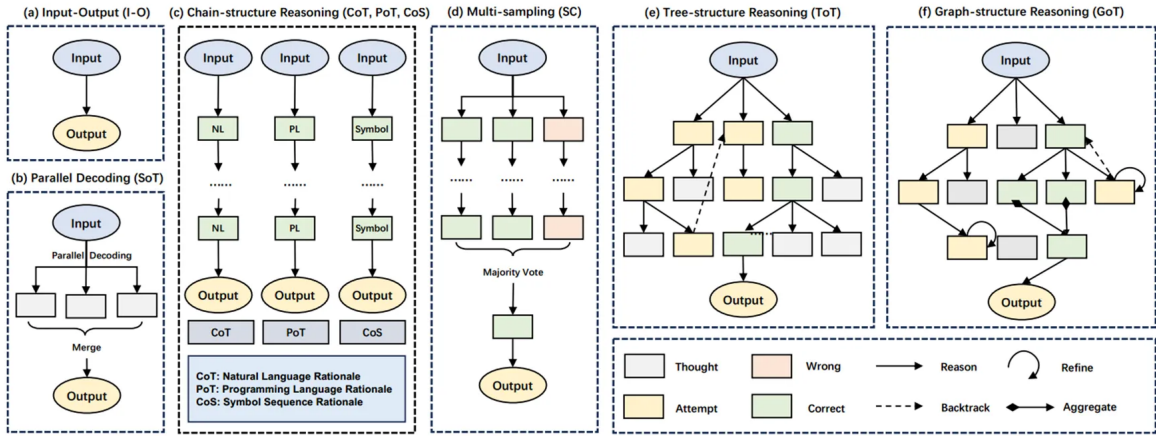 (a) Input-Output (I-O)
Input
Output
(b) Parallel Decoding (SoT)
Input
Parallel Decoding
Merge
Output
(c) Chain-structure Reasoning (CoT, PoT, CoS)
Input Input Input
NL PL Symbol
...... ...... ......
NL PL Symbol
Output Output Output
CoT PoT CoS
CoT: Natural Language Rationale
PoT: Programming Language Rationale
CoS: Symbol Sequence Rationale
(d) Multi-sampling (SC)
Input
...... ...... ......
Majority Vote
Output
(e) Tree-structure Reasoning (ToT)
Input
......
Output
(f) Graph-structure Reasoning (GoT)
Input
Output
Thought Wrong Reason Refine
Attempt Correct Backtrack Aggregate